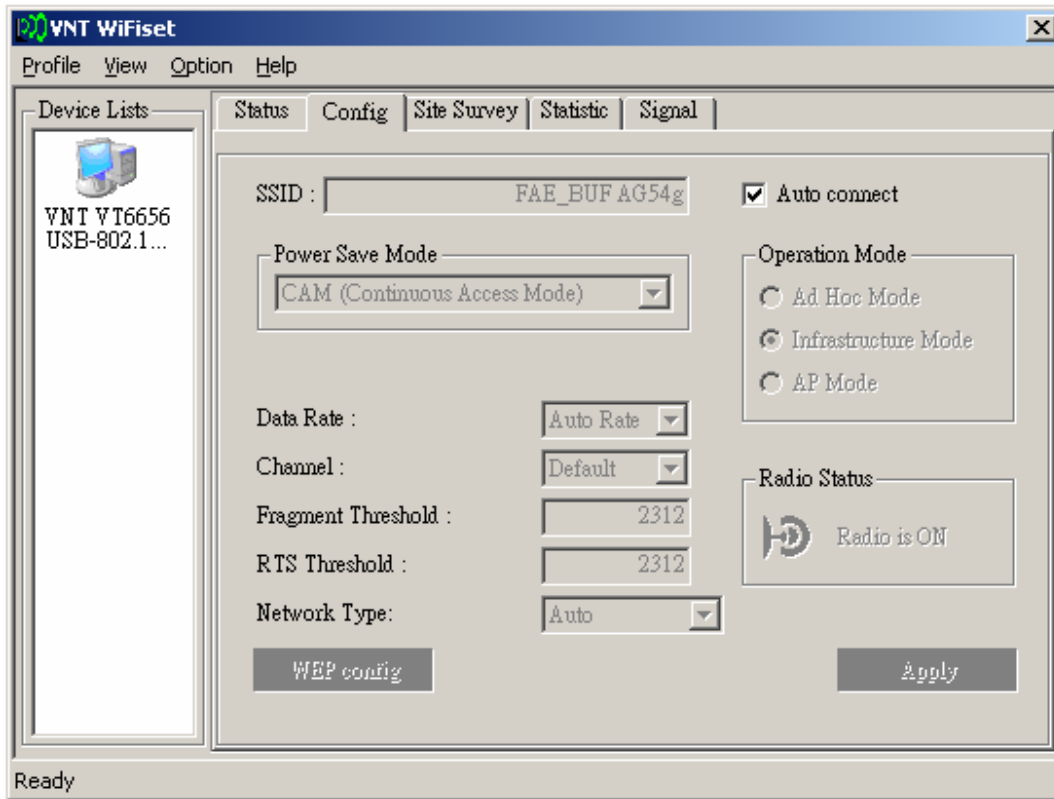 VNT WiFiset
Profile View Option Help
Device Lists
VNT VT6656
USB-802.1...
Status Config Site Survey Statistic Signal
SSID : FAE_BUF AG54g
Auto connect
Power Save Mode
CAM (Continuous Access Mode)
Operation Mode
Ad Hoc Mode
Infrastructure Mode
AP Mode
Data Rate : Auto Rate
Channel : Default
Fragment Threshold : 2312
RTS Threshold : 2312
Network Type: Auto
Radio Status
Radio is ON
WEP config
Apply
Ready